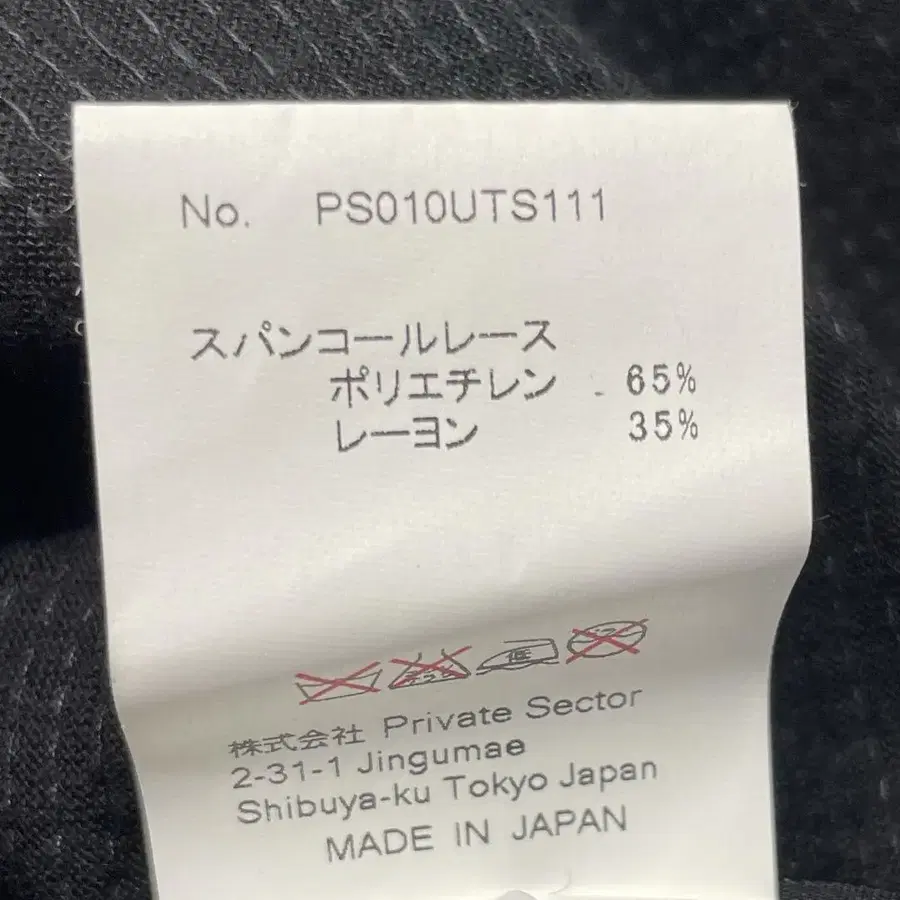 No. PS010UTS111
スパンコールレース
ポリエチレン 65%
レーヨン 35%
低
株式会社 Private Sector
2-31-1 Jingumae
Shibuya-ku Tokyo Japan
MADE IN JAPAN